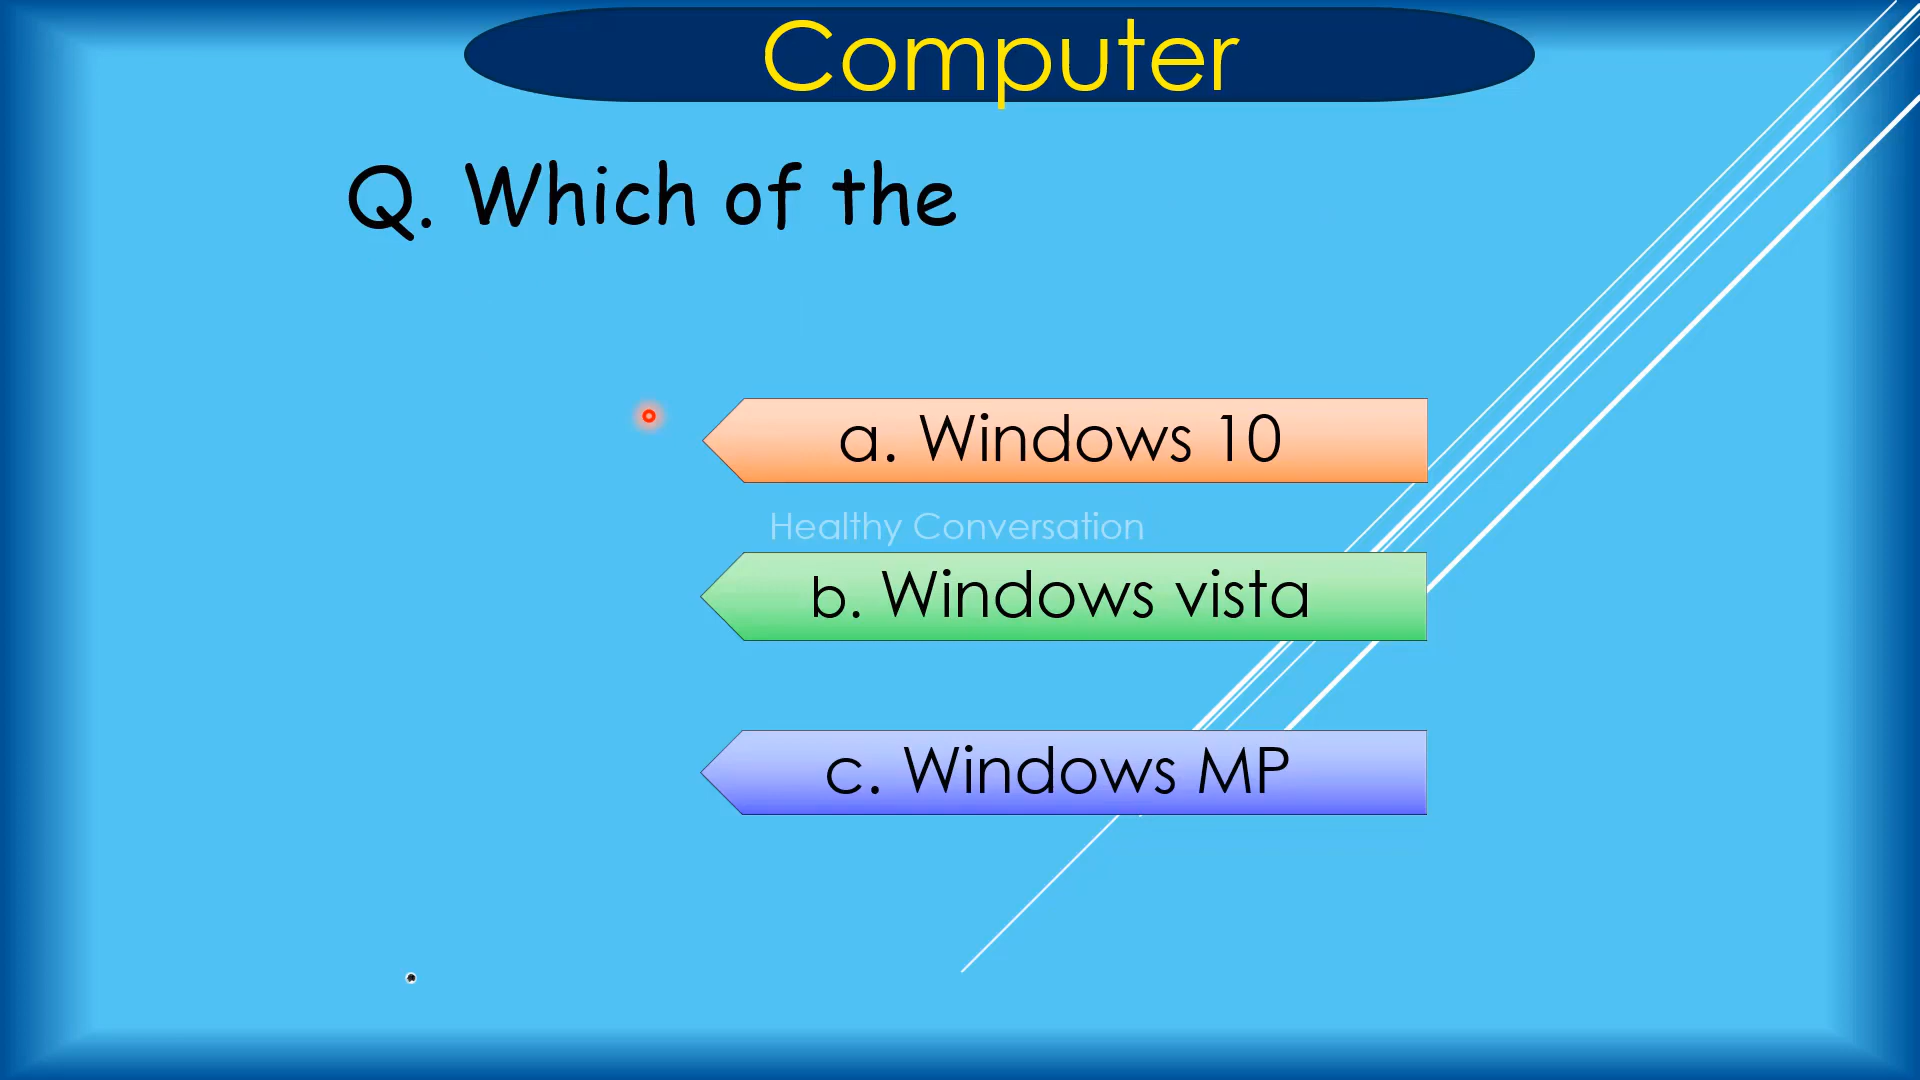 Computer
Q. Which of the
a. Windows 10
Healthy Conversation
b. Windows vista
c. Windows MP